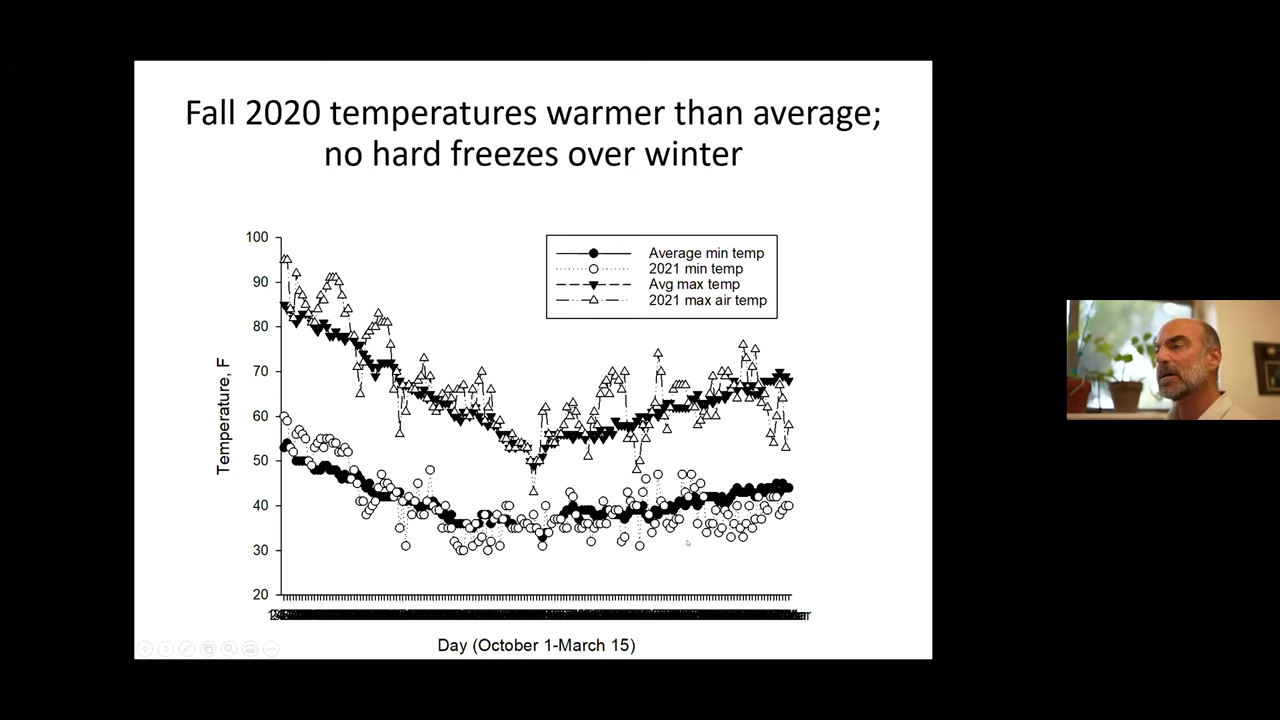 Fall 2020 temperatures warmer than average;
no hard freezes over winter
100
90
80
70
60
50
40
30
20
Temperature, F
Average min temp
2021 min temp
Avg max temp
2021 max air temp
Day (October 1-March 15)